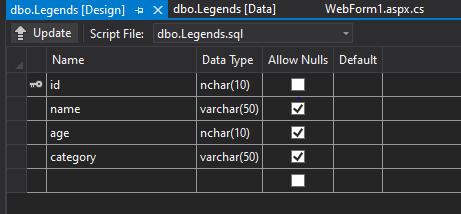 dbo.Legends [Design] dbo.Legends [Data] WebForm1.aspx.cs
Update Script File: dbo.Legends.sql
Name Data Type Allow Nulls Default
id nchar(10)
name varchar(50)
age nchar(10)
category varchar(50)